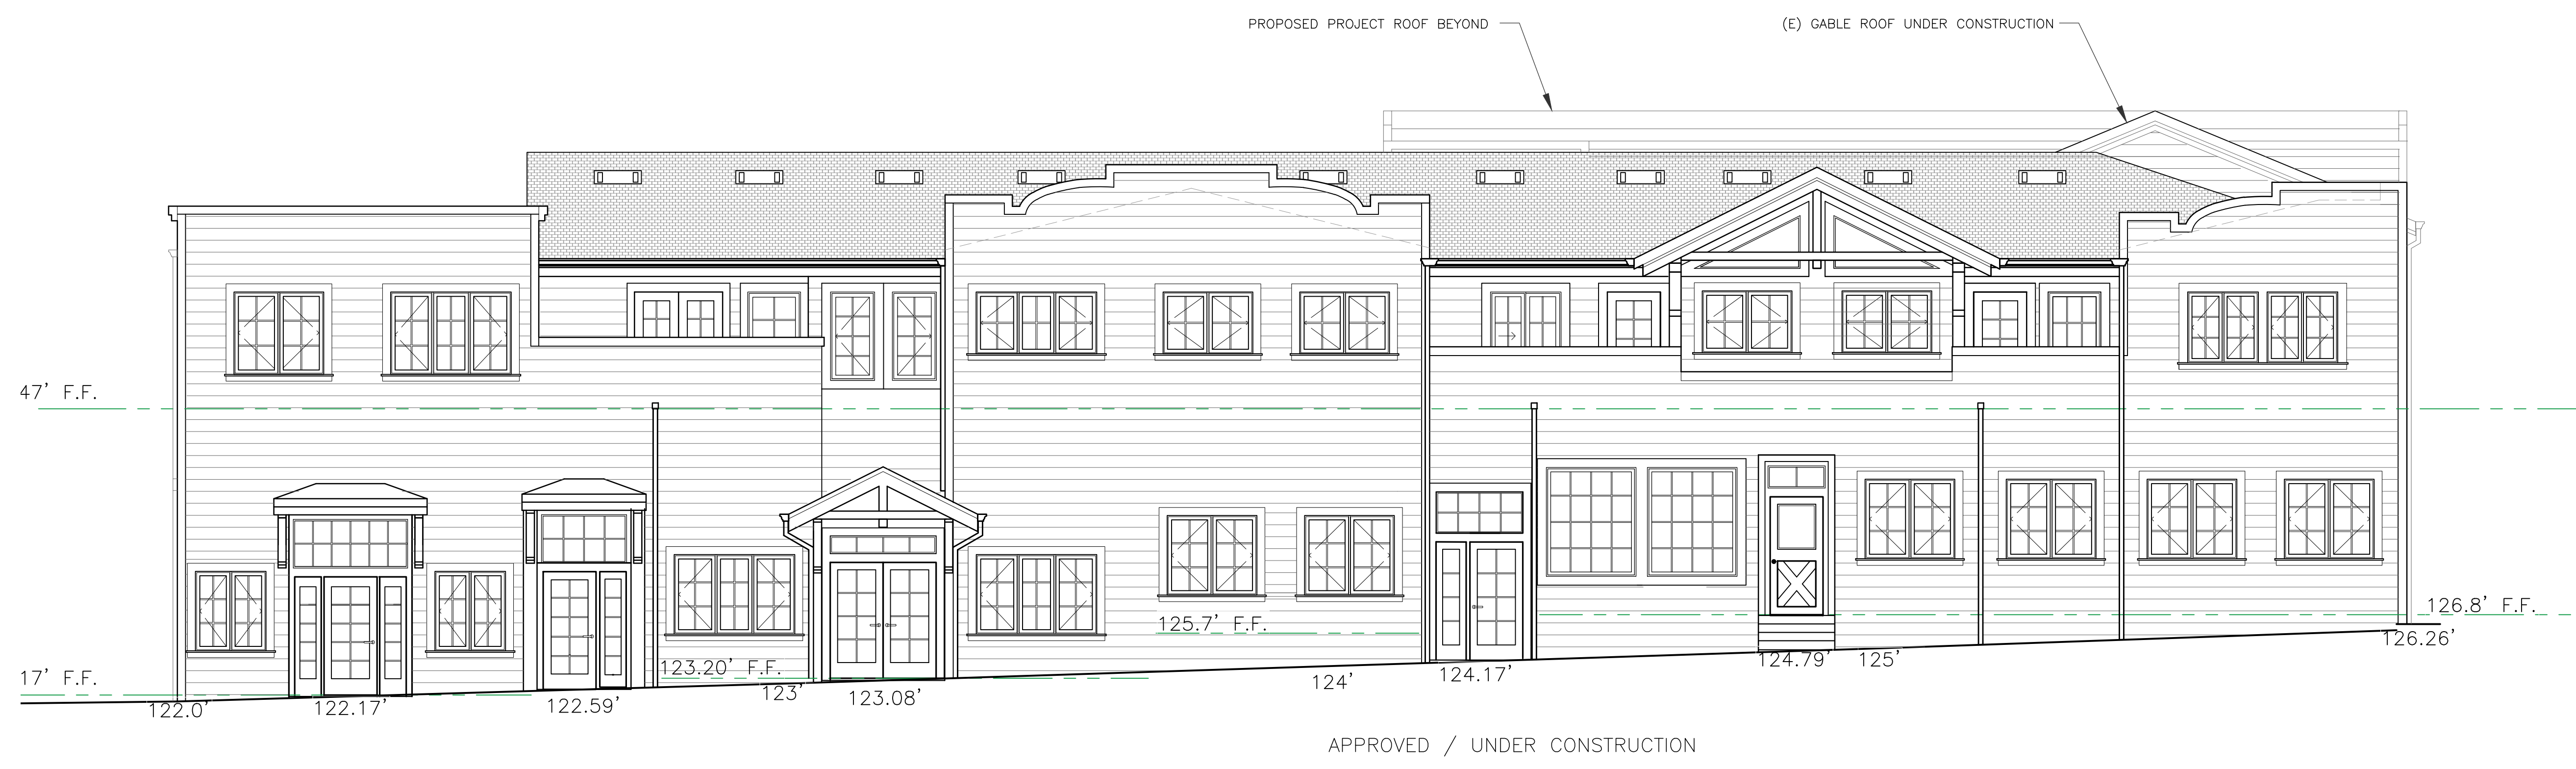 PROPOSED PROJECT ROOF BEYOND
(E) GABLE ROOF UNDER CONSTRUCTION
47' F.F.
126.8' F.F.
125.7' F.F.
123.20' F.F.
17' F.F.
122.0'
122.17'
122.59'
123'
123.08'
124'
124.17'
124.79'
125'
126.26'
APPROVED / UNDER CONSTRUCTION